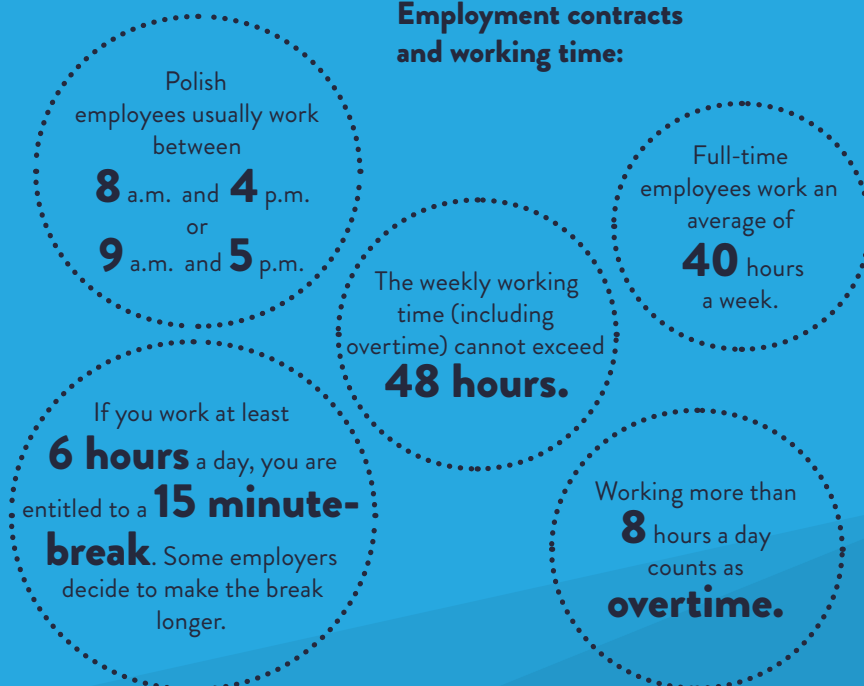 Employment contracts
and working time:
Polish
employees usually work
between
8 a.m. and 4 p.m.
or
9 a.m. and 5 p.m.
Full-time
employees work an
average of
40 hours
a week.
The weekly working
time (including
overtime) cannot exceed
48 hours.
If you work at least
6 hours a day, you are
entitled to a 15 minute-
break. Some employers
decide to make the break
longer.
Working more than
8 hours a day
counts as
overtime.